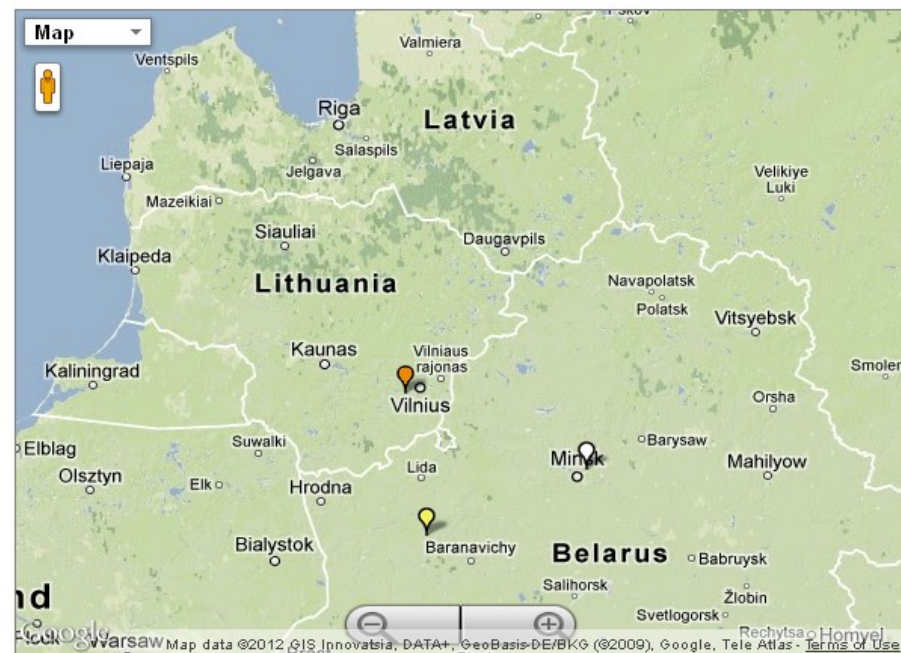 Map
Pskov
Valmiera
Ventspils
Riga
Latvia
Salaspils
Jelgava
Liepaja
Velikiye
Luki
Mazeikiai
Siauliai
Daugavpils
Klaipeda
Lithuania
Navapolatsk
Polatsk
Vitsyebsk
Kaunas
Vilniaus
rajonas
Smolen
Kaliningrad
Vilnius
Orsha
Suwalki
Barysaw
Elblag
Minsk
Mahilyow
Olsztyn
Lida
Elk
Hrodna
Bialystok
Baranavichy
Belarus
Babruysk
Salihorsk
Žlobin
nd
Svetlogorsk
Rechytsa
Homyel
Google
Warsaw
Map data ©2012 GIS Innovatsia, DATA+, GeoBasis-DE/BKG (©2009), Google, Tele Atlas - Terms of Use